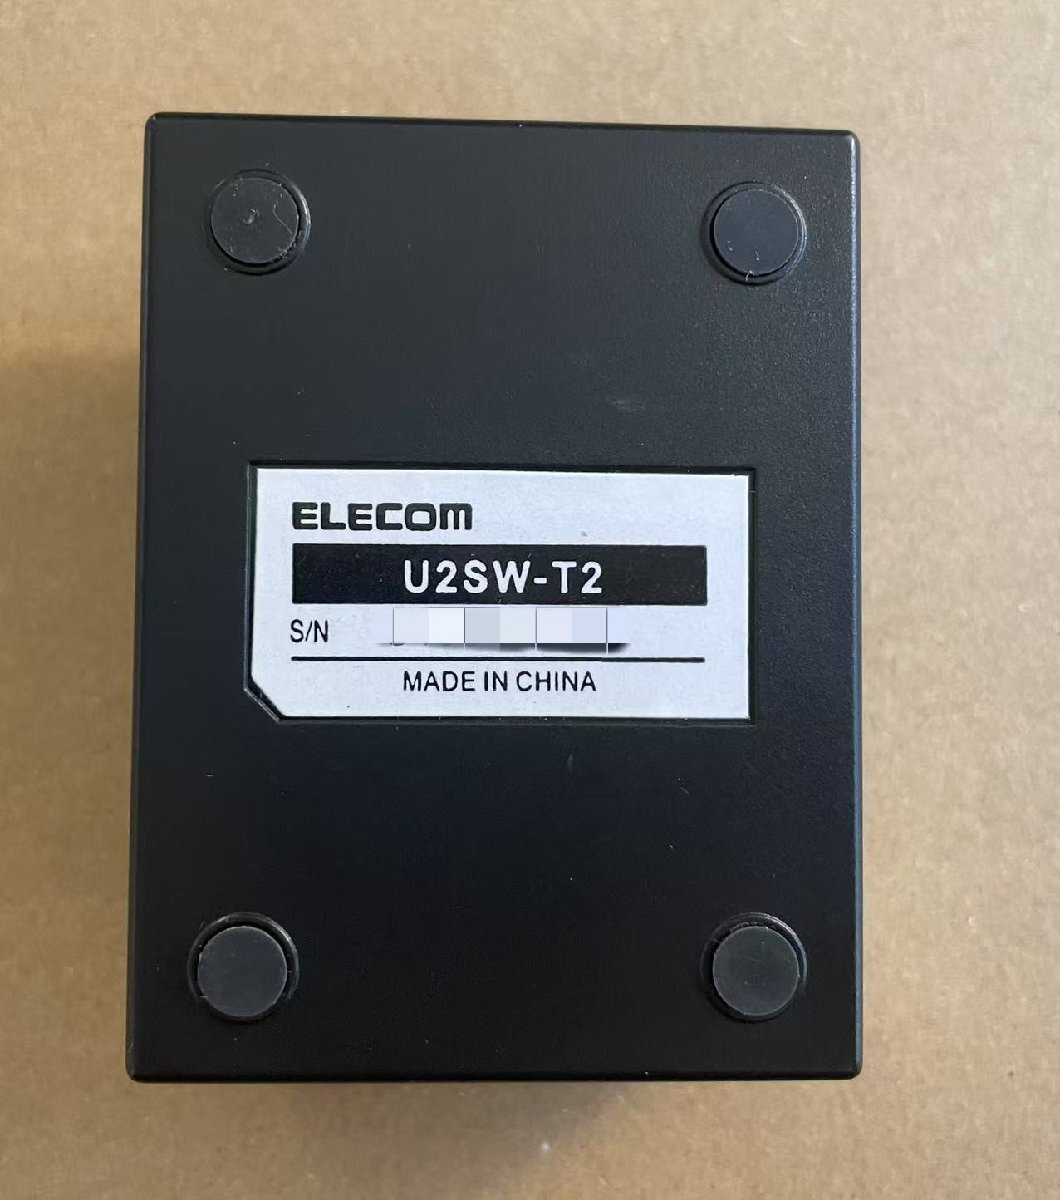 ELECOM
U2SW-T2
S/N
MADE IN CHINA